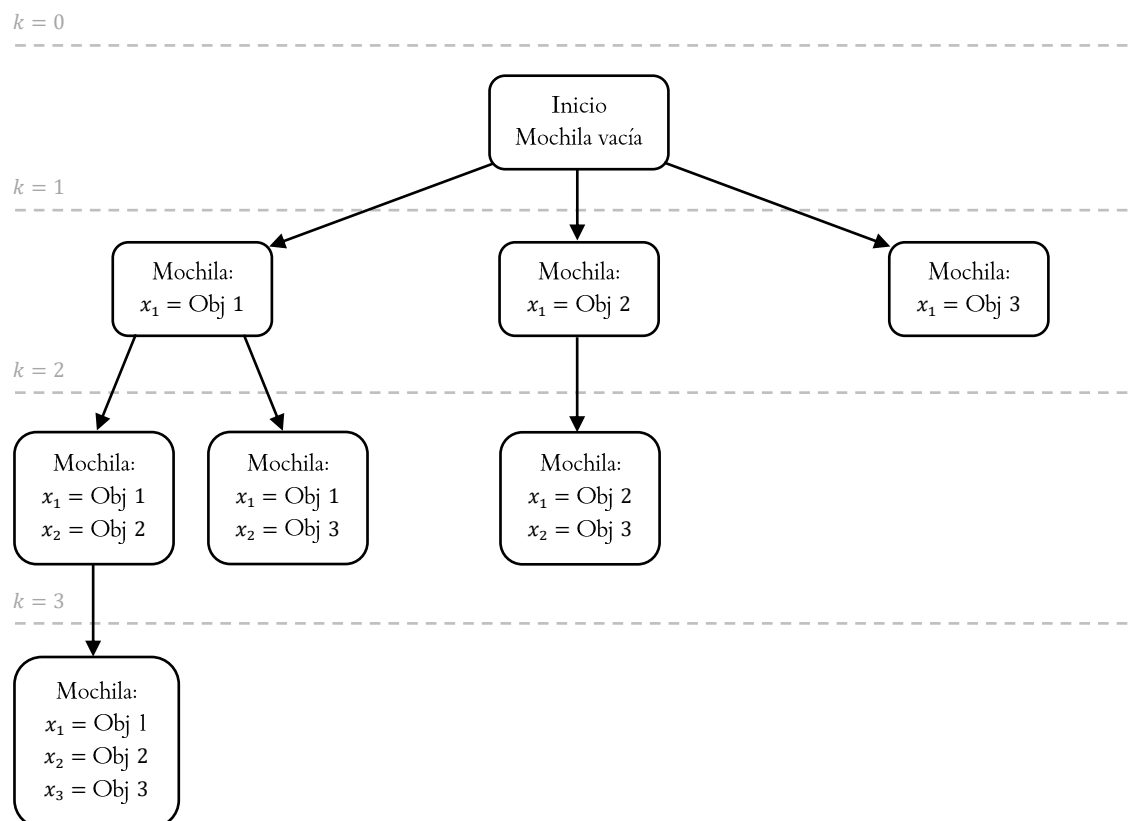 k = 0
Inicio
Mochila vacía
k = 1
Mochila:
x₁ = Obj 1
Mochila:
x₁ = Obj 2
Mochila:
x₁ = Obj 3
k = 2
Mochila:
x₁ = Obj 1
x₂ = Obj 2
Mochila:
x₁ = Obj 1
x₂ = Obj 3
Mochila:
x₁ = Obj 2
x₂ = Obj 3
k = 3
Mochila:
x₁ = Obj 1
x₂ = Obj 2
x₃ = Obj 3